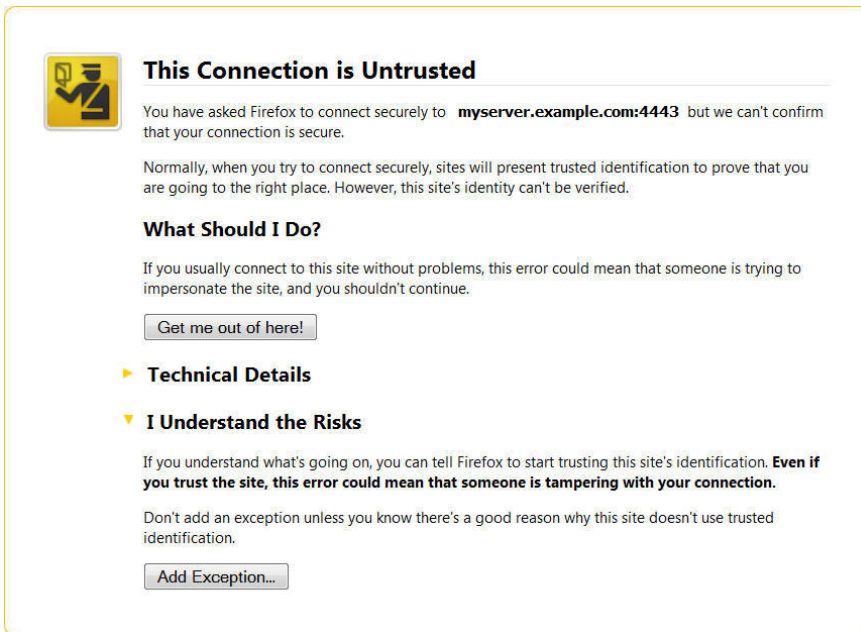 This Connection is Untrusted
You have asked Firefox to connect securely to myserver.example.com:4443 but we can't confirm
that your connection is secure.
Normally, when you try to connect securely, sites will present trusted identification to prove that you
are going to the right place. However, this site's identity can't be verified.
What Should I Do?
If you usually connect to this site without problems, this error could mean that someone is trying to
impersonate the site, and you shouldn't continue.
Get me out of here!
Technical Details
I Understand the Risks
If you understand what's going on, you can tell Firefox to start trusting this site's identification. Even if
you trust the site, this error could mean that someone is tampering with your connection.
Don't add an exception unless you know there's a good reason why this site doesn't use trusted
identification.
Add Exception...